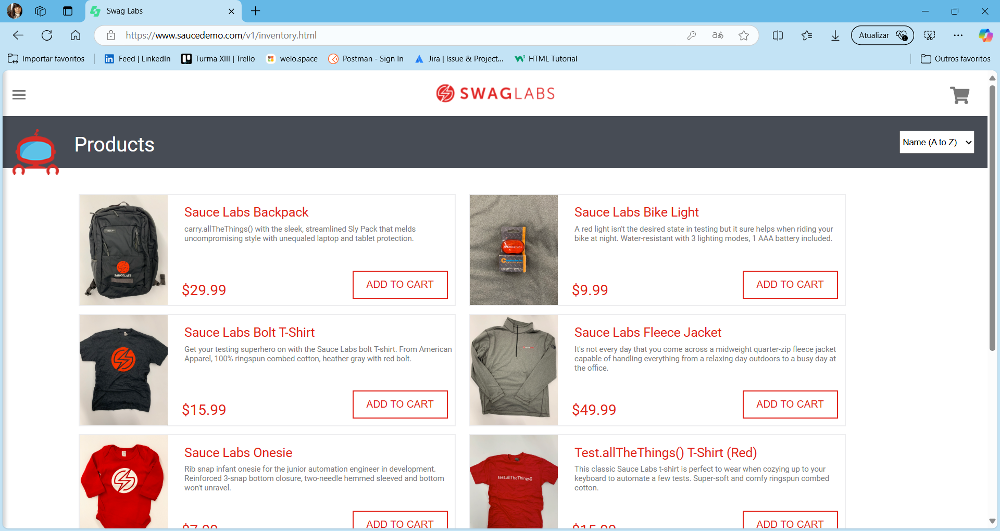 Swag Labs
https://www.saucedemo.com/v1/inventory.html
aあ
Atualizar
Importar favoritos
Feed | LinkedIn
Turma XIII | Trello
welo.space
Postman - Sign In
Jira | Issue & Project...
HTML Tutorial
Outros favoritos
SWAGLABS
Products
Name (A to Z)
Sauce Labs Backpack
carry.allTheThings() with the sleek, streamlined Sly Pack that melds
uncompromising style with unequaled laptop and tablet protection.
SAUCELABS
$29.99
ADD TO CART
Sauce Labs Bike Light
A red light isn't the desired state in testing but it sure helps when riding your
bike at night. Water-resistant with 3 lighting modes, 1 AAA battery included.
SAUCELABS
$9.99
ADD TO CART
Sauce Labs Bolt T-Shirt
Get your testing superhero on with the Sauce Labs bolt T-shirt. From American
Apparel, 100% ringspun combed cotton, heather gray with red bolt.
$15.99
ADD TO CART
Sauce Labs Fleece Jacket
It's not every day that you come across a midweight quarter-zip fleece jacket
capable of handling everything from a relaxing day outdoors to a busy day at
the office.
$49.99
ADD TO CART
Sauce Labs Onesie
Rib snap infant onesie for the junior automation engineer in development.
Reinforced 3-snap bottom closure, two-needle hemmed sleeved and bottom
won't unravel.
$7.99
ADD TO CART
Test.allTheThings() T-Shirt (Red)
This classic Sauce Labs t-shirt is perfect to wear when cozying up to your
keyboard to automate a few tests. Super-soft and comfy ringspun combed
cotton.
test.allTheThings()
$15.99
ADD TO CART